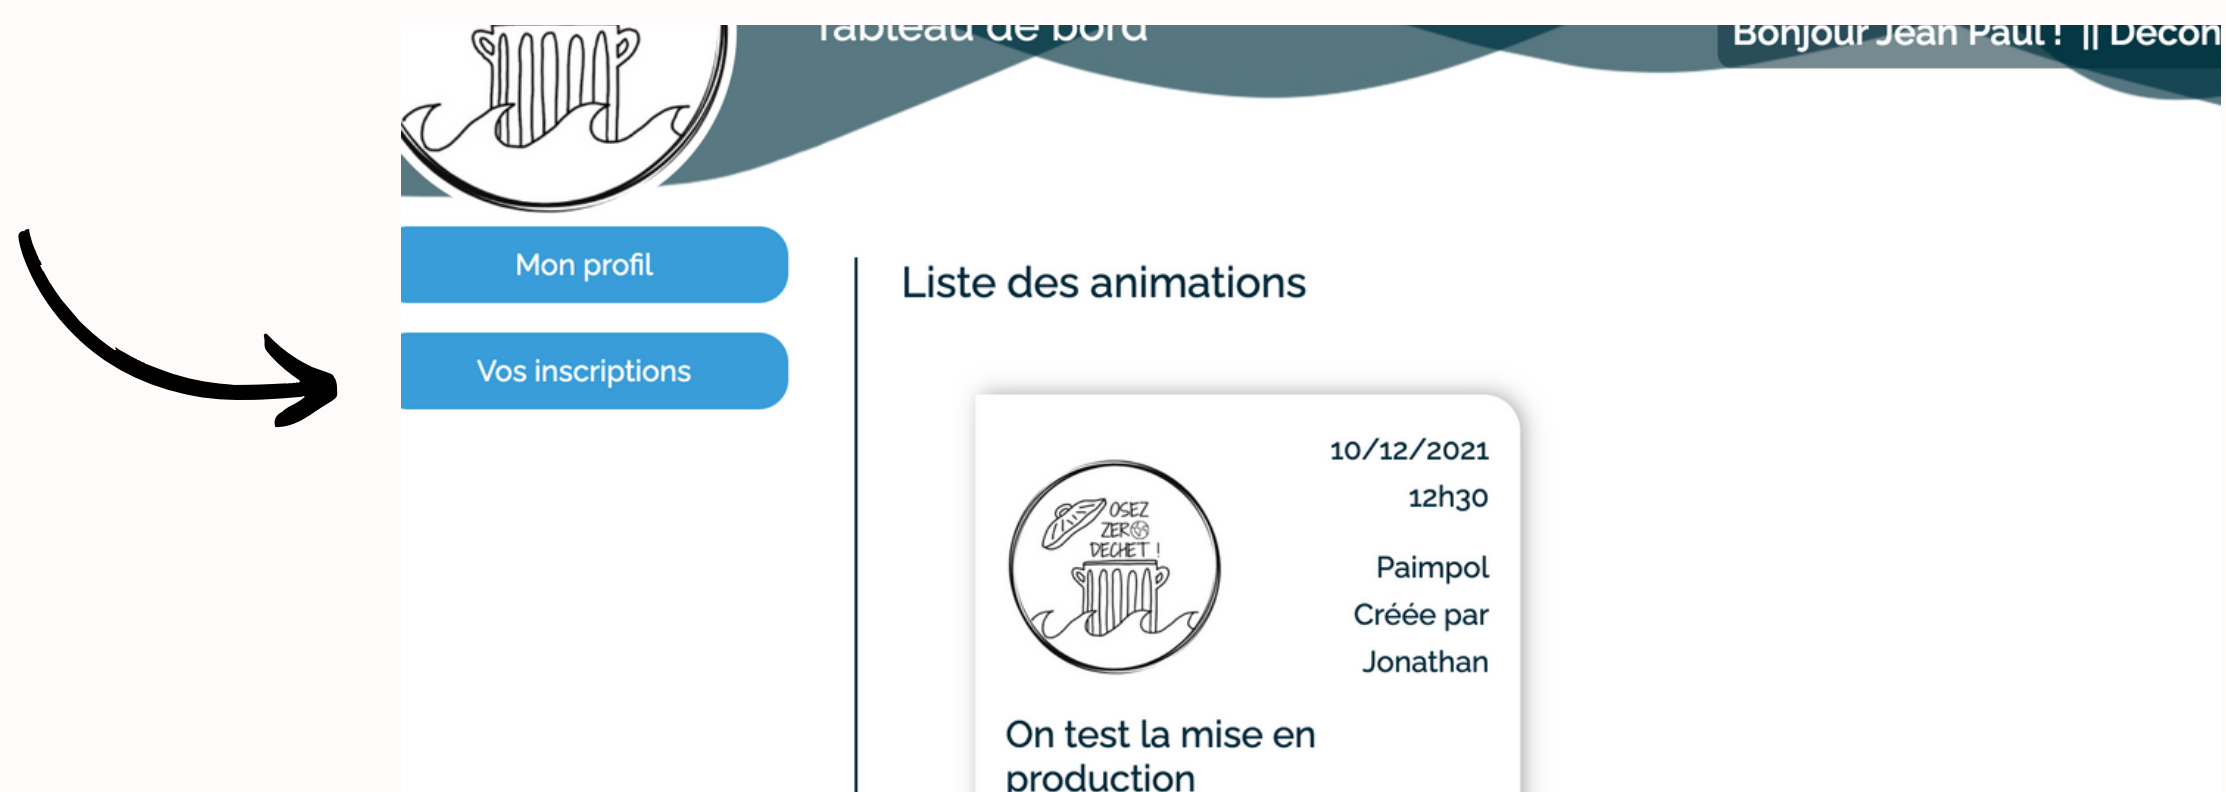 Tableau de bord
Bonjour Jean Paul ! || Décon
Mon profil
Vos inscriptions
Liste des animations
10/12/2021
12h30
Paimpol
Créée par
Jonathan
OSEZ
ZERO
DECHET !
On test la mise en
production